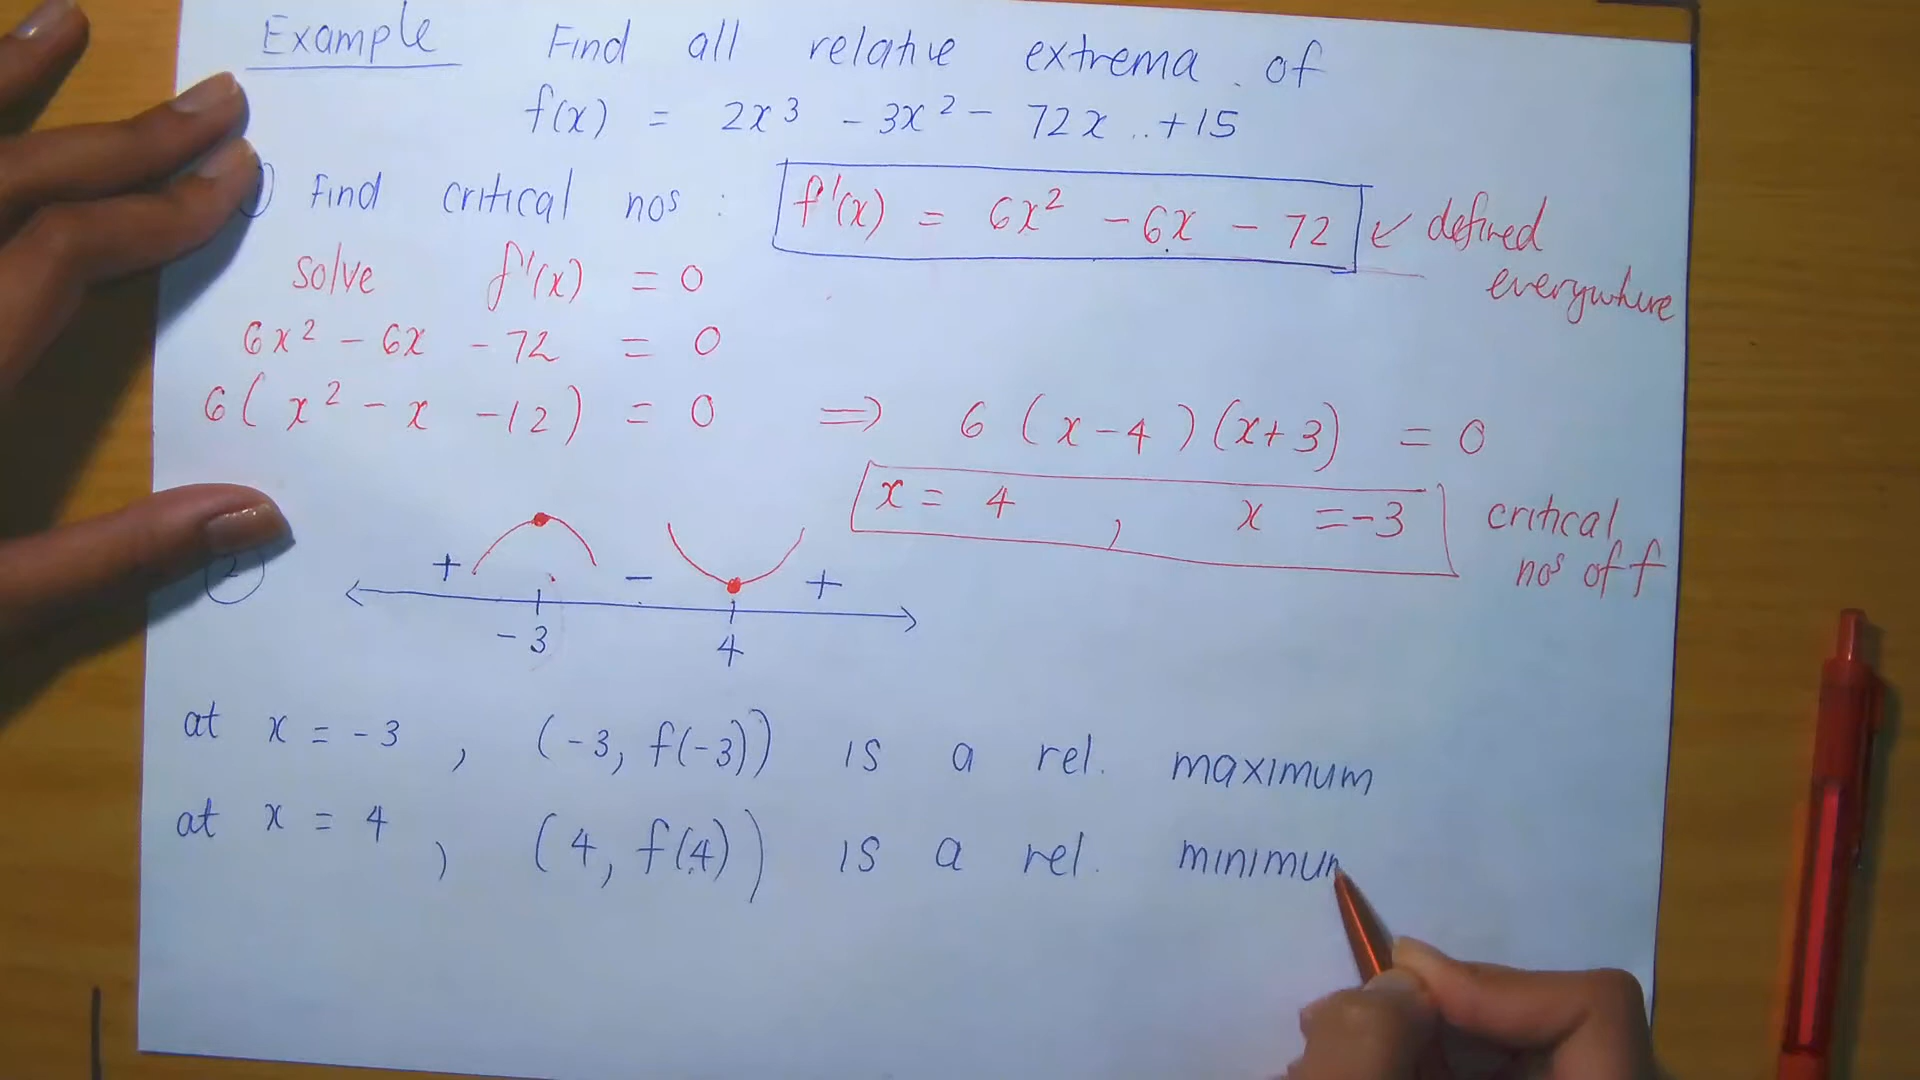 Example Find all relative extrema of
f(x) = 2x³ - 3x² - 72x + 15
1) Find critical nos : f'(x) = 6x² - 6x - 72 ↙ defined everywhere
solve f'(x) = 0
6x² - 6x - 72 = 0
6(x² - x - 12) = 0 ⟹ 6(x-4)(x+3) = 0
x = 4 , x = -3 critical nos of f
2
+ - +
-3 4
at x = -3 , (-3, f(-3)) is a rel. maximum
at x = 4 , (4, f(4)) is a rel. minimum